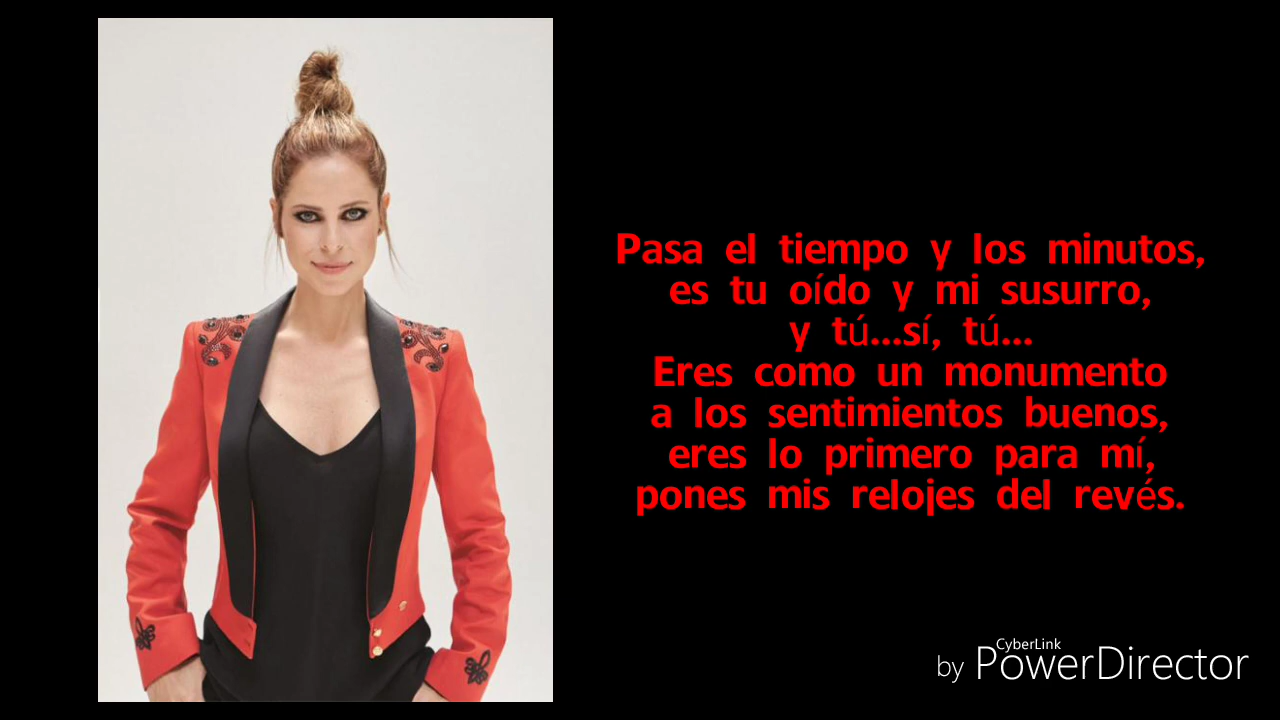 Pasa el tiempo y los minutos,
es tu oído y mi susurro,
y tú...sí, tú...
Eres como un monumento
a los sentimientos buenos,
eres lo primero para mí,
pones mis relojes del revés.
CyberLink
by PowerDirector